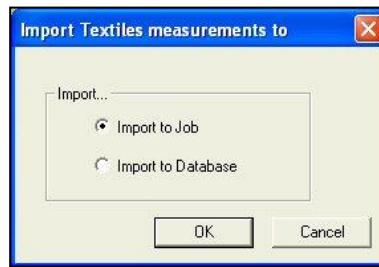 Import Textiles measurements to
Import...
Import to Job
Import to Database
OK
Cancel